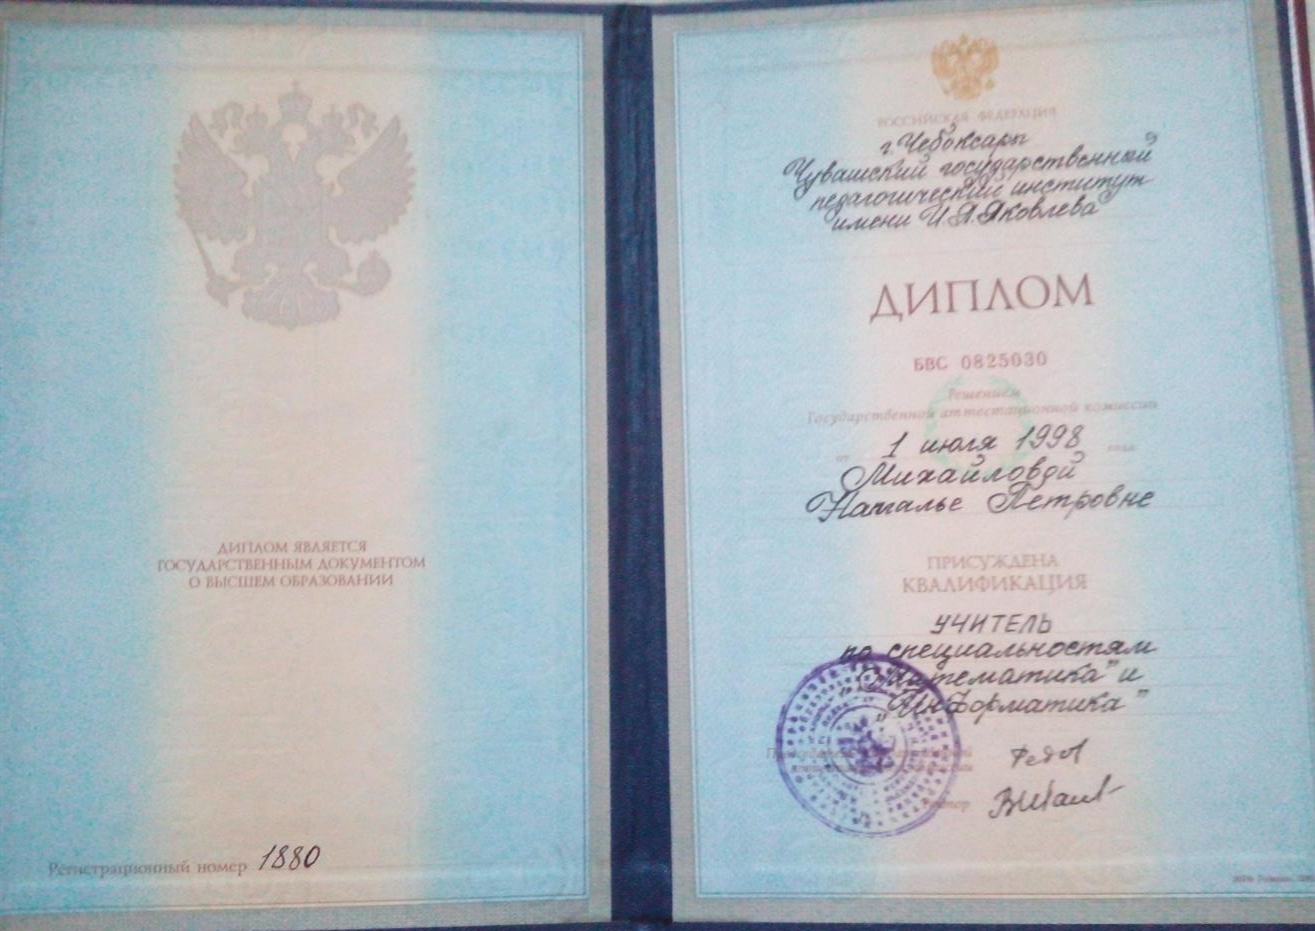 ДИПЛОМ ЯВЛЯЕТСЯ
ГОСУДАРСТВЕННЫМ ДОКУМЕНТОМ
О ВЫСШЕМ ОБРАЗОВАНИИ
Регистрационный номер 1880
РОССИЙСКАЯ ФЕДЕРАЦИЯ
г. Чебоксары
Чувашский государственный
педагогический институт
имени И.Я.Яковлева
ДИПЛОМ
БВС 0825030
Решением
Государственной аттестационной комиссии
от 1 июля 1998 года
Михайловой
Наталье Петровне
ПРИСУЖДЕНА
КВАЛИФИКАЦИЯ
УЧИТЕЛЬ
по специальностям
„Математика" и
„Информатика"
Ректор